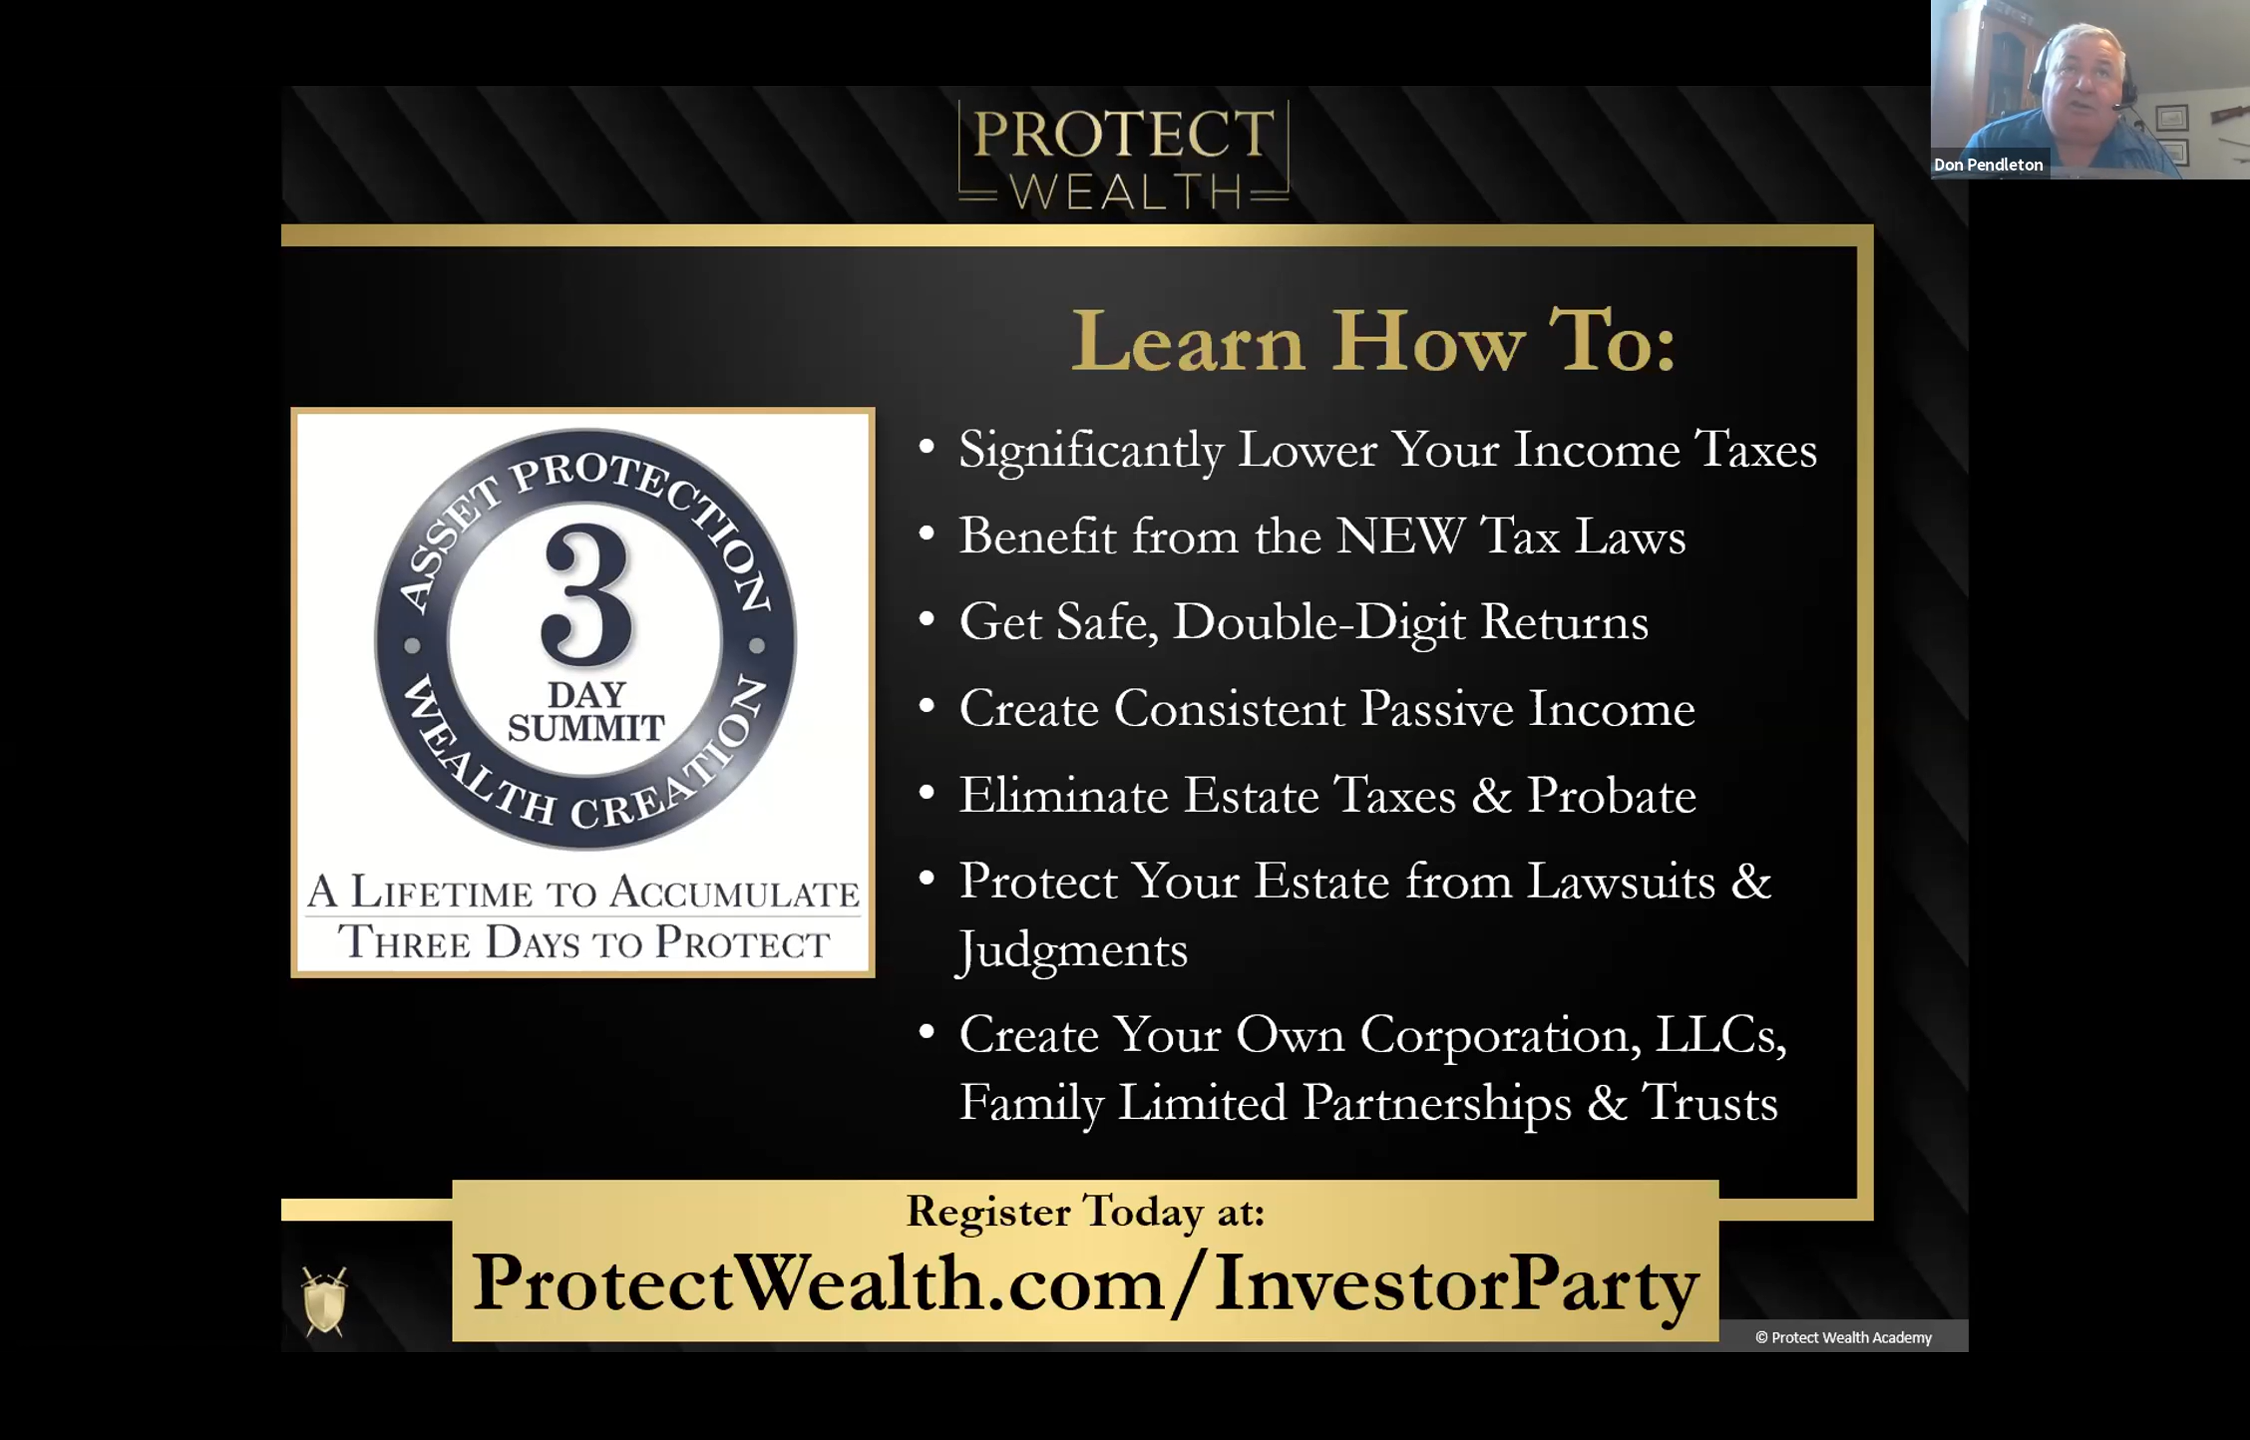 PROTECT
WEALTH
Don Pendleton
Learn How To:
ASSET PROTECTION
3
DAY
SUMMIT
WEALTH CREATION
A LIFETIME TO ACCUMULATE
THREE DAYS TO PROTECT
• Significantly Lower Your Income Taxes
• Benefit from the NEW Tax Laws
• Get Safe, Double-Digit Returns
• Create Consistent Passive Income
• Eliminate Estate Taxes & Probate
• Protect Your Estate from Lawsuits &
Judgments
• Create Your Own Corporation, LLCs,
Family Limited Partnerships & Trusts
Register Today at:
ProtectWealth.com/InvestorParty
© Protect Wealth Academy